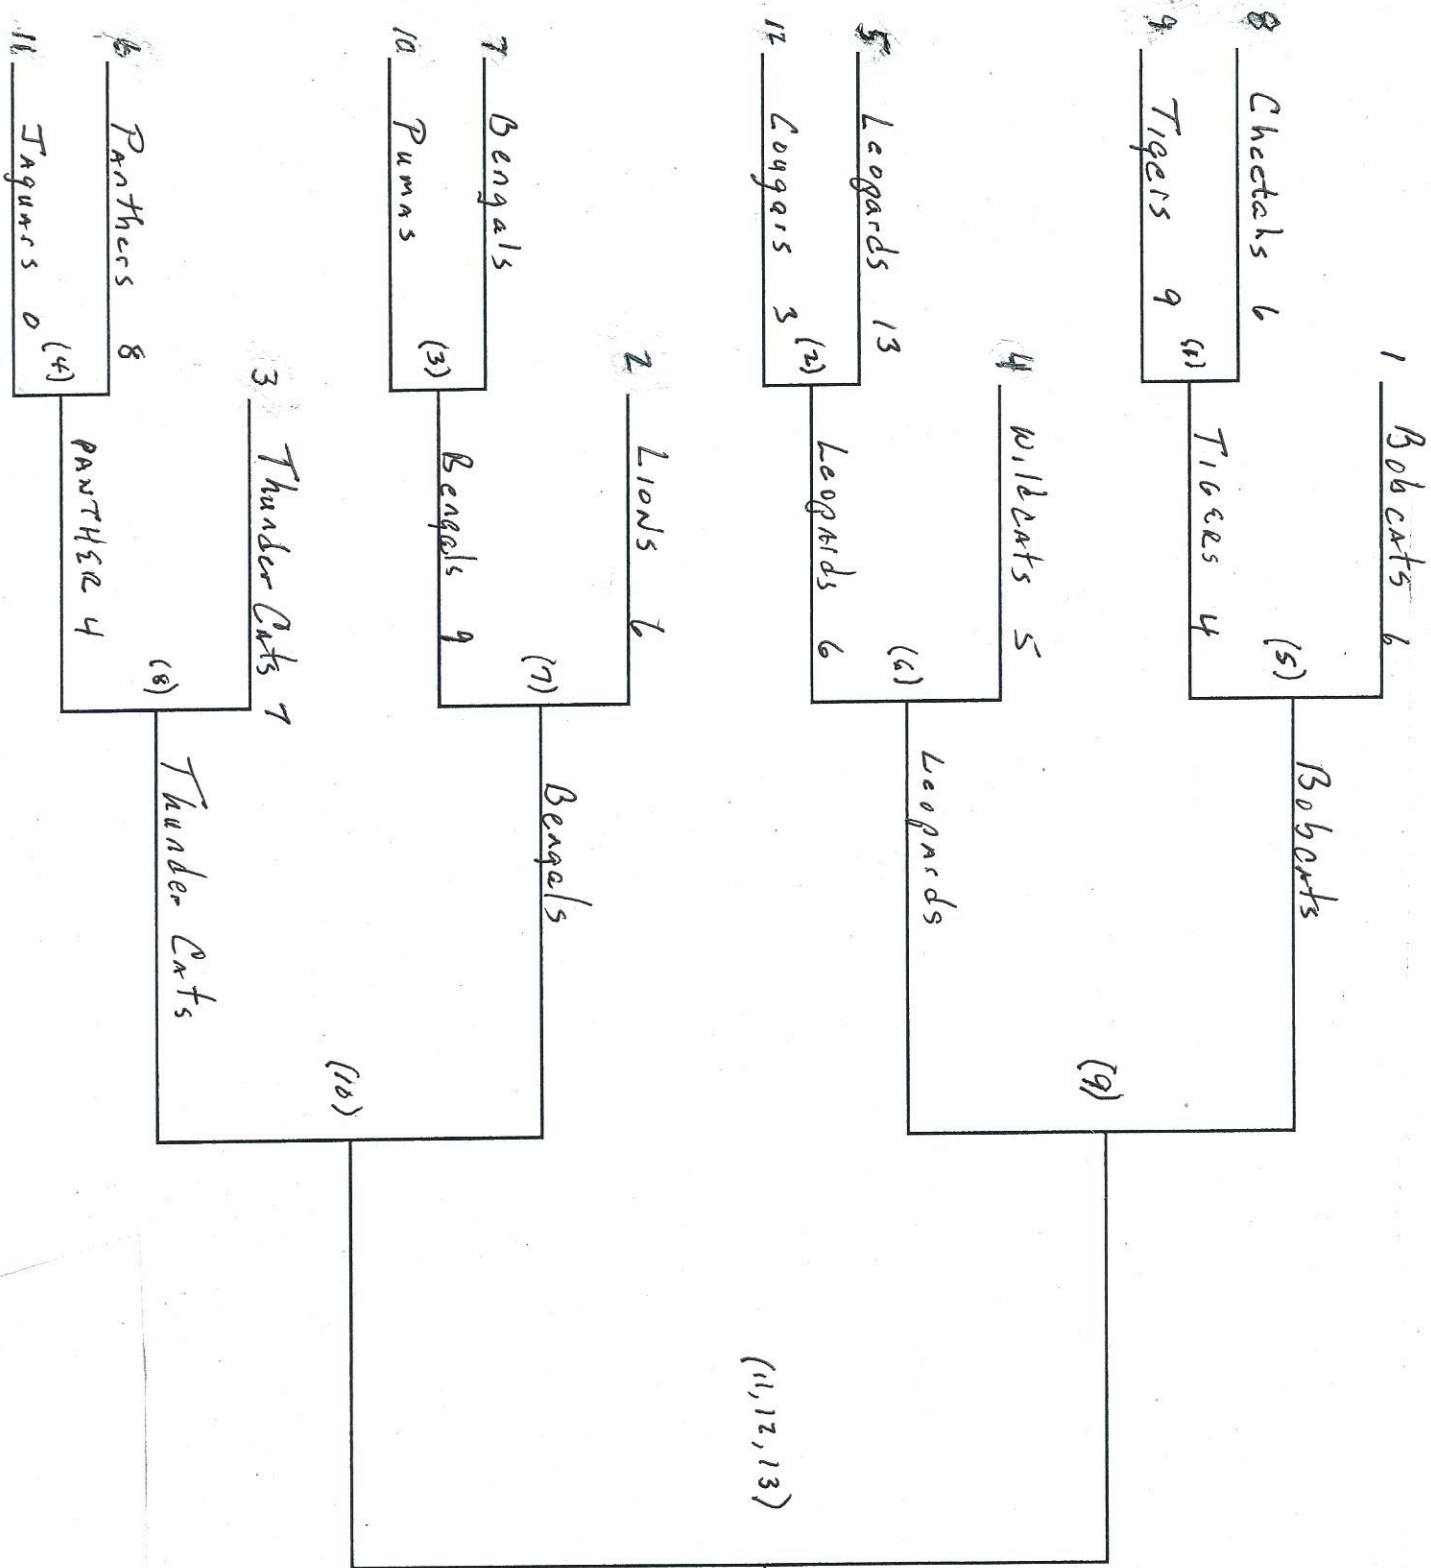 1 Bobcats 6
8 Cheetahs 6
(5)
Bobcats
(1)
TIGERS 4
9 Tigers 9
(9)
4 Wildcats 5
5 Leopards 13
(6)
Leopards
(2)
Leopards 6
12 Cougars 3
(11, 12, 13)
2 LIONS 6
7 Bengals
(7)
Bengals
(3)
Bengals 9
10 Pumas
(10)
3 Thunder Cats 7
6 Panthers 8
(8)
Thunder Cats
(4)
PANTHER 4
11 Jaguars 0